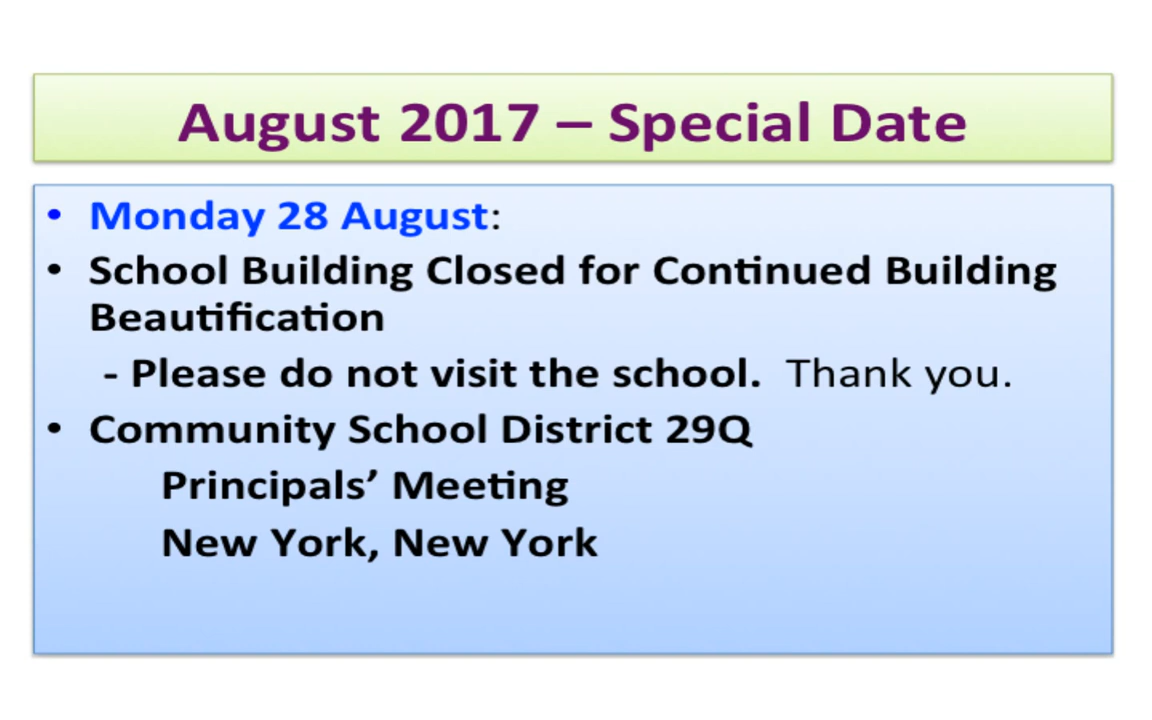 August 2017 – Special Date
• Monday 28 August:
• School Building Closed for Continued Building
Beautification
- Please do not visit the school. Thank you.
• Community School District 29Q
Principals’ Meeting
New York, New York